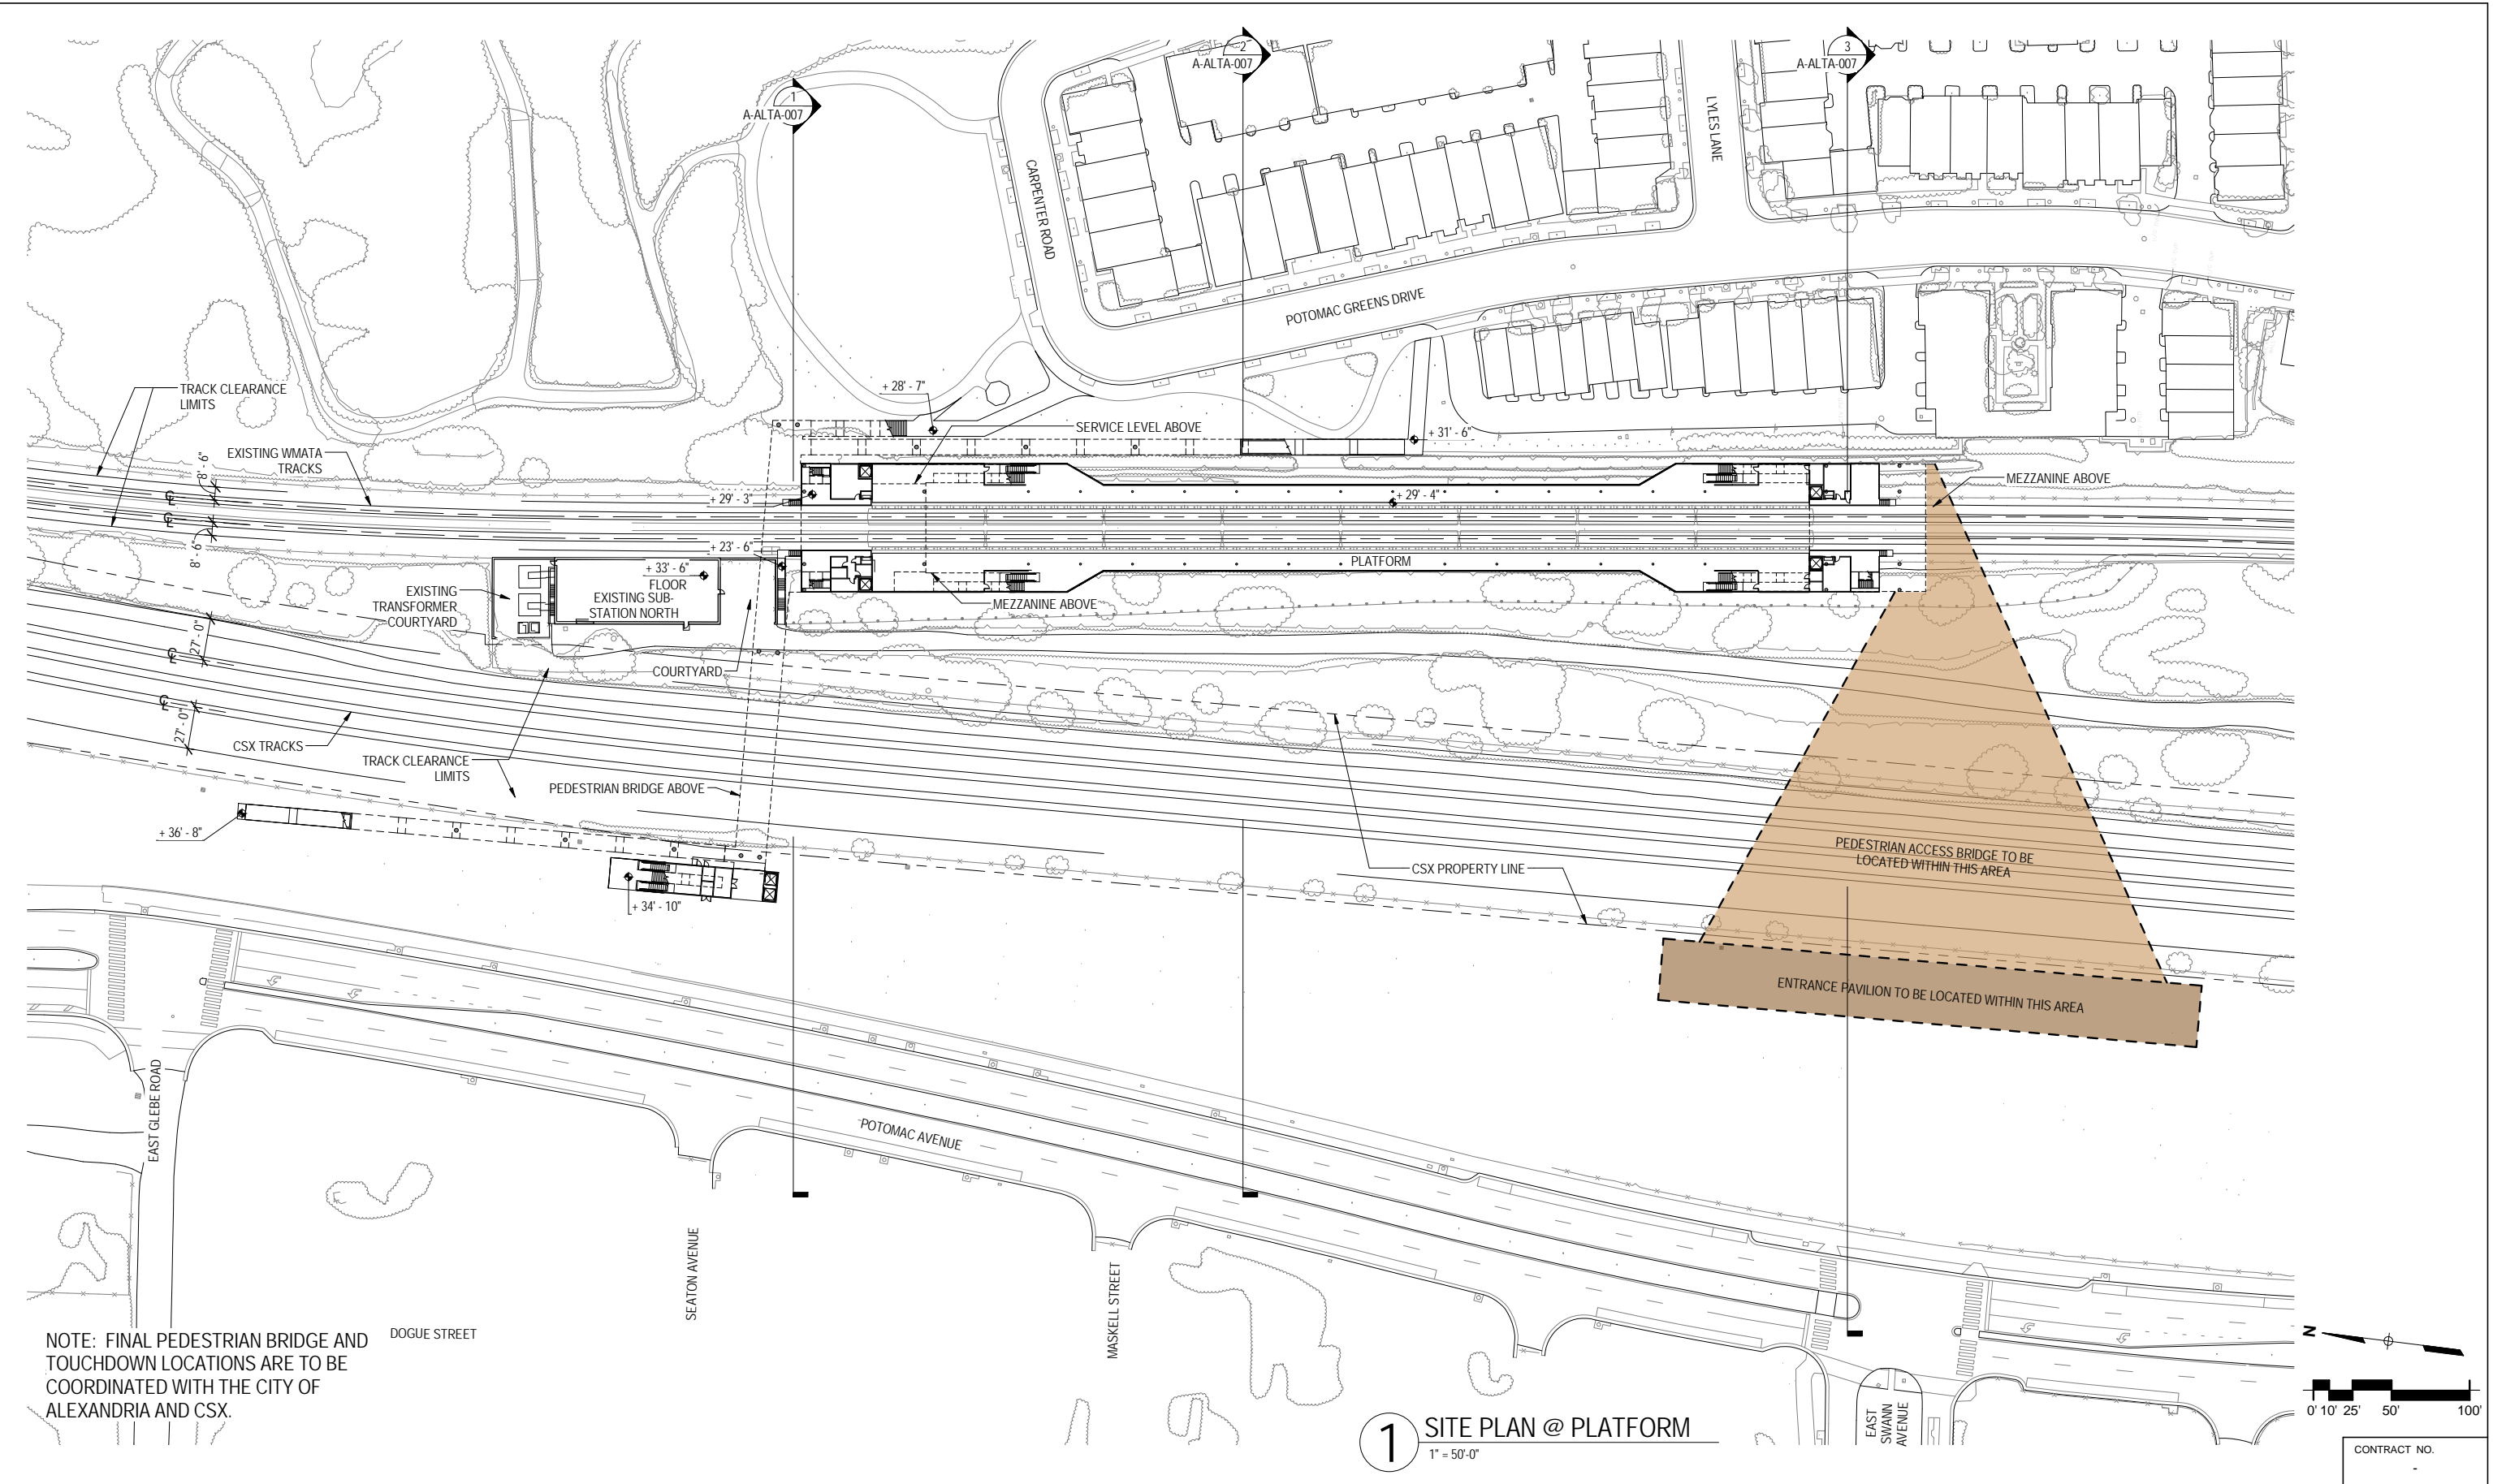 1
A-ALTA-007
2
A-ALTA-007
3
A-ALTA-007
CARPENTER ROAD
LYLES LANE
POTOMAC GREENS DRIVE
TRACK CLEARANCE
LIMITS
+ 28' - 7"
SERVICE LEVEL ABOVE
+ 31' - 6"
EXISTING WMATA
TRACKS
8' - 6"
MEZZANINE ABOVE
+ 29' - 3"
+ 29' - 4"
8' - 6"
+ 23' - 6"
PLATFORM
+ 33' - 6"
FLOOR
EXISTING SUB-
STATION NORTH
EXISTING
TRANSFORMER
COURTYARD
MEZZANINE ABOVE
27' - 0"
COURTYARD
27' - 0"
CSX TRACKS
TRACK CLEARANCE
LIMITS
PEDESTRIAN BRIDGE ABOVE
+ 36' - 8"
PEDESTRIAN ACCESS BRIDGE TO BE
LOCATED WITHIN THIS AREA
CSX PROPERTY LINE
+ 34' - 10"
ENTRANCE PAVILION TO BE LOCATED WITHIN THIS AREA
EAST GLEBE ROAD
POTOMAC AVENUE
SEATON AVENUE
MASKELL STREET
DOGUE STREET
NOTE: FINAL PEDESTRIAN BRIDGE AND
TOUCHDOWN LOCATIONS ARE TO BE
COORDINATED WITH THE CITY OF
ALEXANDRIA AND CSX.
EAST
SWANN
AVENUE
N
0' 10' 25' 50' 100'
1 SITE PLAN @ PLATFORM
1" = 50'-0"
CONTRACT NO.
-